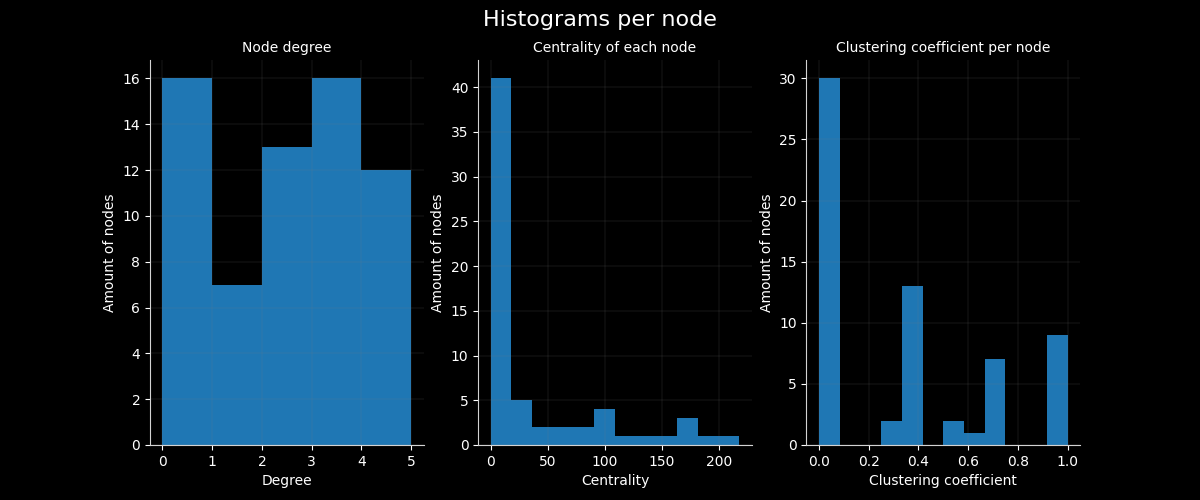 Histograms per node
Node degree
Amount of nodes
16
14
12
10
8
6
4
2
0
0 1 2 3 4 5
Degree
Centrality of each node
Amount of nodes
40
35
30
25
20
15
10
5
0
0 50 100 150 200
Centrality
Clustering coefficient per node
Amount of nodes
30
25
20
15
10
5
0
0.0 0.2 0.4 0.6 0.8 1.0
Clustering coefficient